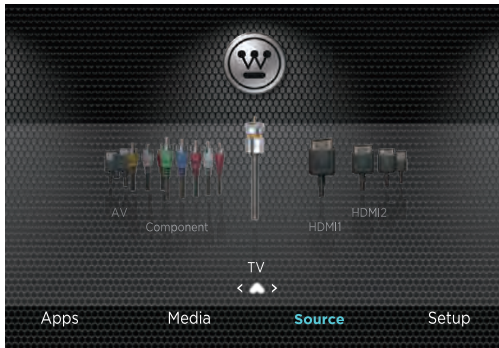 AV
Component
HDMI1
HDMI2
TV
Apps
Media
Source
Setup